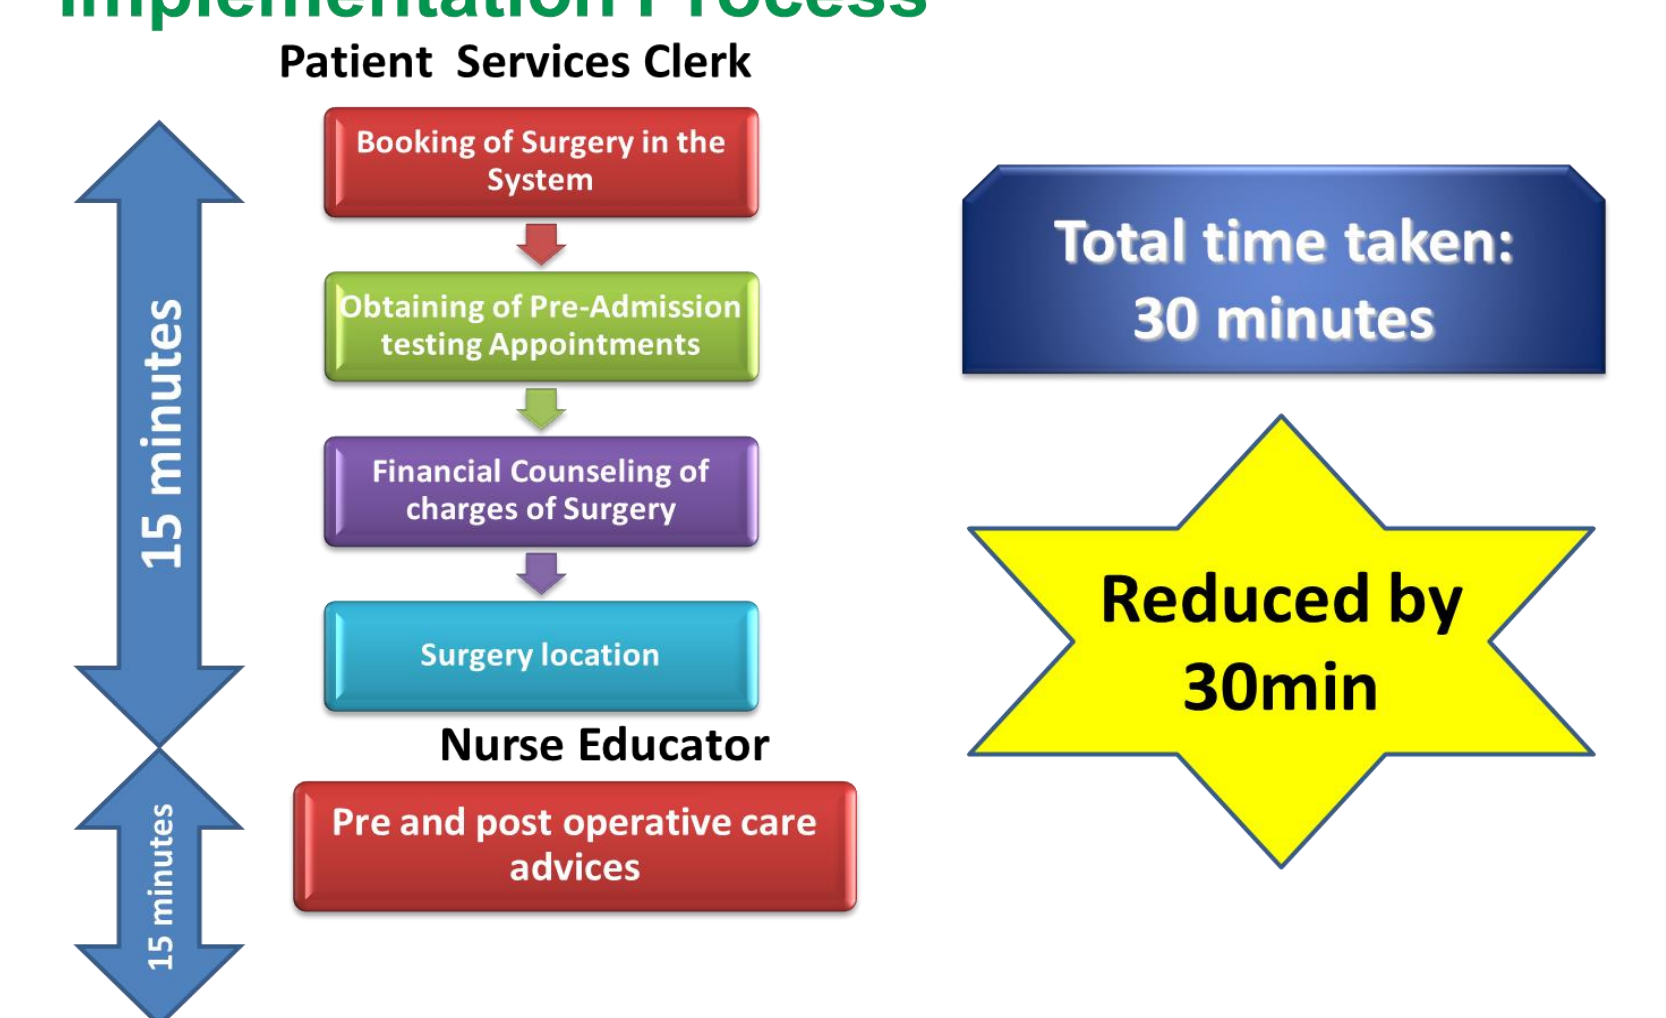 Implementation Process
Patient Services Clerk
Booking of Surgery in the
System
Obtaining of Pre-Admission
testing Appointments
Financial Counseling of
charges of Surgery
Surgery location
15 minutes
Nurse Educator
Pre and post operative care
advices
15 minutes
Total time taken:
30 minutes
Reduced by
30min